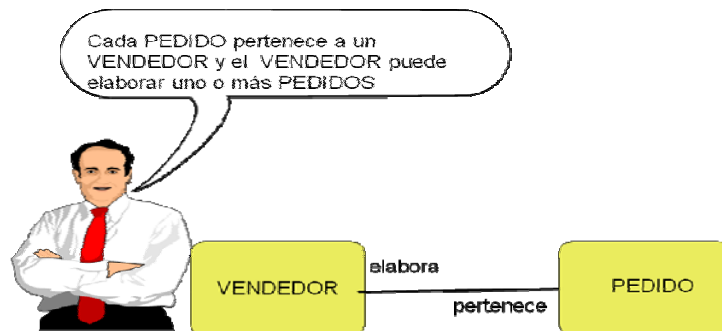 Cada PEDIDO pertenece a un
VENDEDOR y el VENDEDOR puede
elaborar uno o más PEDIDOS
VENDEDOR
elabora
pertenece
PEDIDO